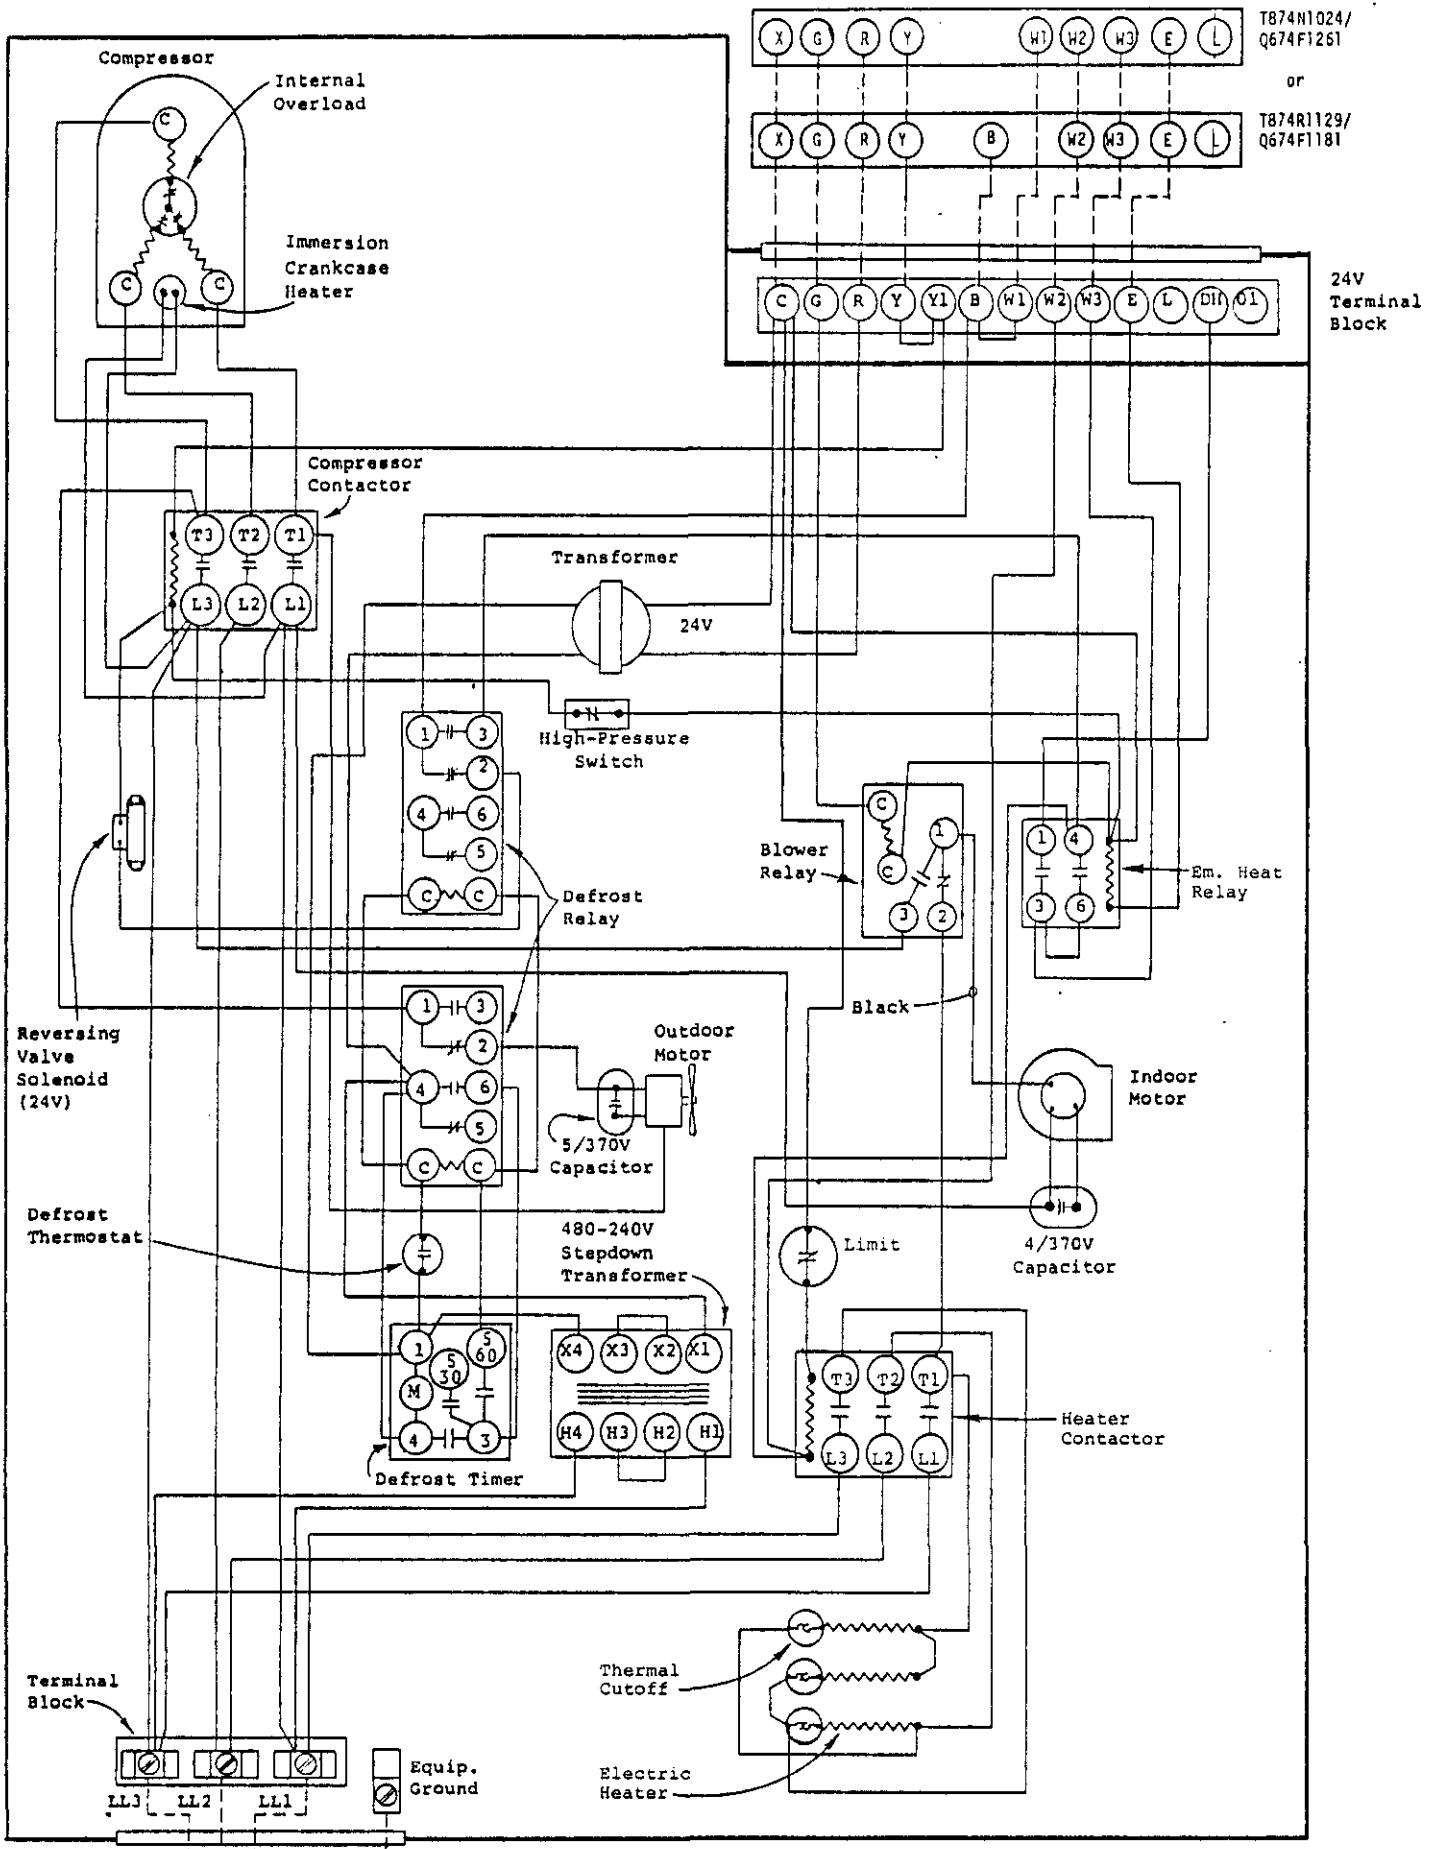 X G R Y W1 W2 W3 E L
T874N1024/
Q674F1261
or
X G R Y B W2 W3 E L
T874R1129/
Q674F1181
Compressor
Internal
Overload
C
Immersion
Crankcase
Heater
C C
C G R Y Y1 B W1 W2 W3 E L DH O1
24V
Terminal
Block
Compressor
Contactor
T3 T2 T1
L3 L2 L1
Transformer
24V
High-Pressure
Switch
1 3
2
4 6
5
C C
Defrost
Relay
Blower
Relay
C
C
1
3 2
1 4
3 6
Em. Heat
Relay
Black
Reversing
Valve
Solenoid
(24V)
1 3
2
4 6
5
C C
Outdoor
Motor
5/370V
Capacitor
Indoor
Motor
4/370V
Capacitor
Defrost
Thermostat
480-240V
Stepdown
Transformer
Limit
1
5
30
5
60
M
4 3
Defrost Timer
X4 X3 X2 X1
H4 H3 H2 H1
T3 T2 T1
L3 L2 L1
Heater
Contactor
Thermal
Cutoff
Electric
Heater
Terminal
Block
LL3 LL2 LL1
Equip.
Ground